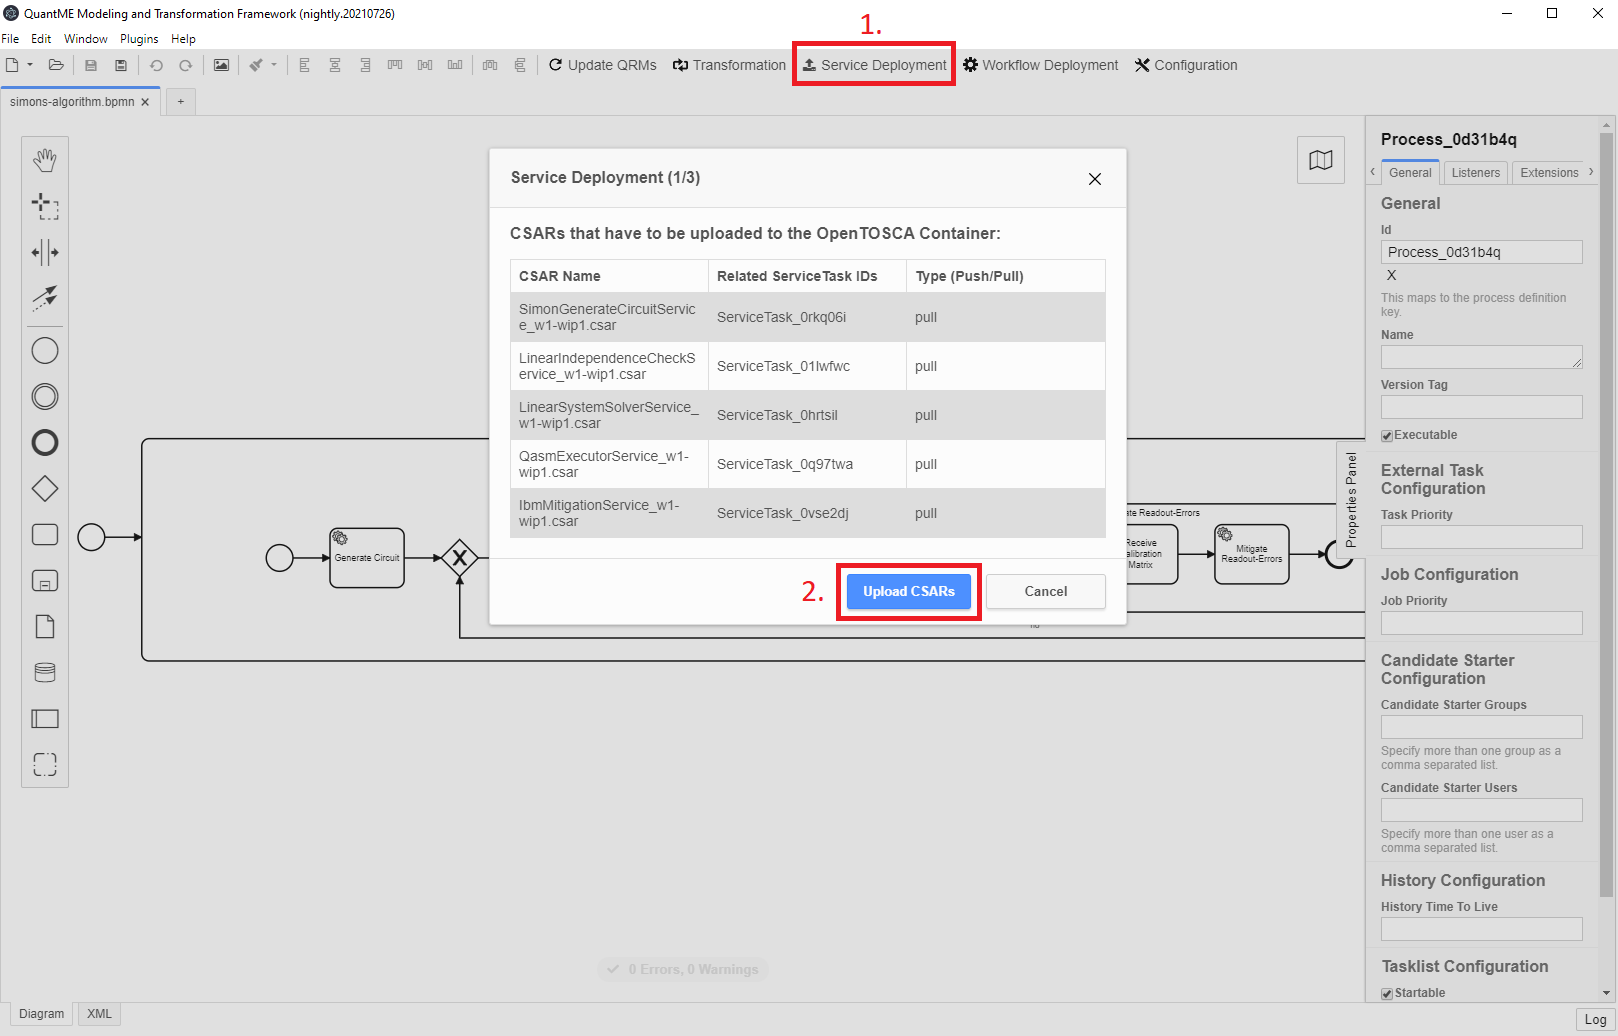 QuantME Modeling and Transformation Framework (nightly.20210726)
1.
File Edit Window Plugins Help
Update QRMs Transformation Service Deployment Workflow Deployment Configuration
simons-algorithm.bpmn × +
Process_0d31b4q
General Listeners Extensions
General
Id
Process_0d31b4q
X
This maps to the process definition
key.
Name
Version Tag
Executable
External Task
Configuration
Task Priority
Job Configuration
Job Priority
Candidate Starter
Configuration
Candidate Starter Groups
Specify more than one group as a
comma separated list.
Candidate Starter Users
Specify more than one user as a
comma separated list.
History Configuration
History Time To Live
Tasklist Configuration
Startable
Properties Panel
Service Deployment (1/3)
CSARs that have to be uploaded to the OpenTOSCA Container:
CSAR Name Related ServiceTask IDs Type (Push/Pull)
SimonGenerateCircuitServic
e_w1-wip1.csar ServiceTask_0rkq06i pull
LinearIndependenceCheckS
ervice_w1-wip1.csar ServiceTask_01lwfwc pull
LinearSystemSolverService_
w1-wip1.csar ServiceTask_0hrtsil pull
QasmExecutorService_w1-
wip1.csar ServiceTask_0q97twa pull
IbmMitigationService_w1-
wip1.csar ServiceTask_0vse2dj pull
2.
Upload CSARs Cancel
Generate Circuit
Readout-Errors
Receive
Matrix
Mitigate
Readout-Errors
0 Errors, 0 Warnings
Diagram XML
Log